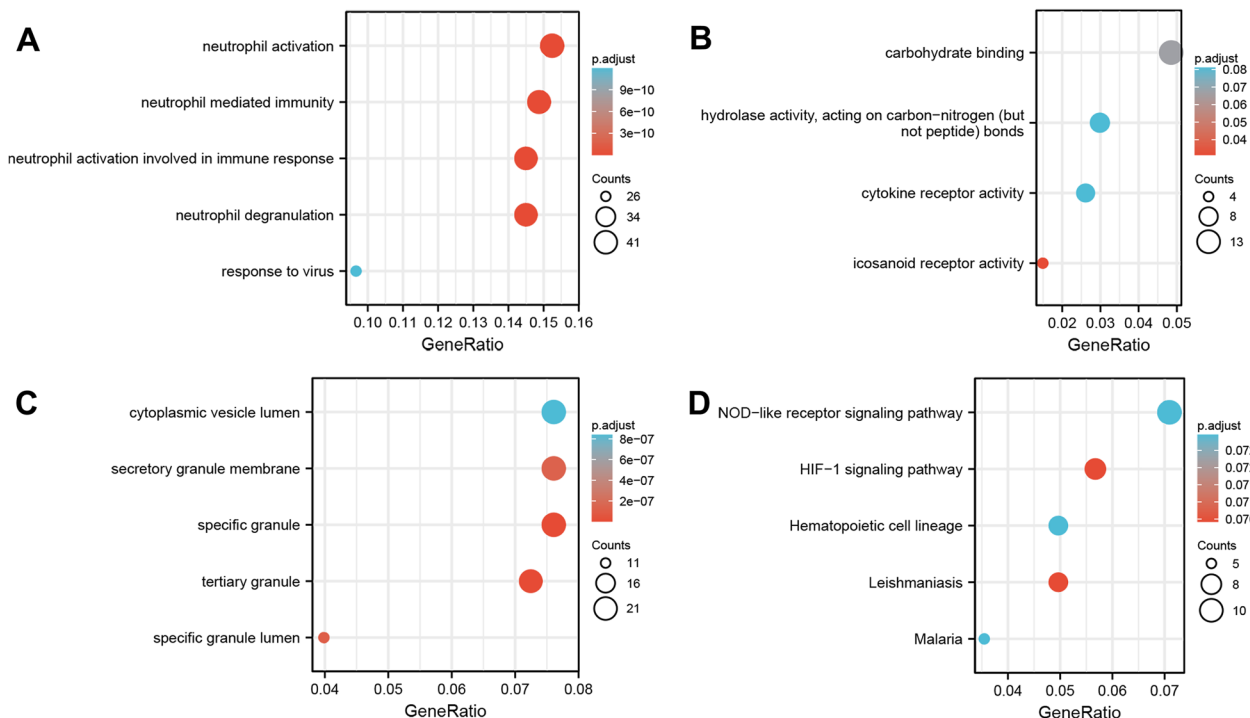 A
neutrophil activation
neutrophil mediated immunity
neutrophil activation involved in immune response
neutrophil degranulation
response to virus
0.10 0.11 0.12 0.13 0.14 0.15 0.16
GeneRatio
p.adjust
9e−10
6e−10
3e−10
Counts
26
34
41
B
carbohydrate binding
hydrolase activity, acting on carbon−nitrogen (but
not peptide) bonds
cytokine receptor activity
icosanoid receptor activity
0.02 0.03 0.04 0.05
GeneRatio
p.adjust
0.08
0.07
0.06
0.05
0.04
Counts
4
8
13
C
cytoplasmic vesicle lumen
secretory granule membrane
specific granule
tertiary granule
specific granule lumen
0.04 0.05 0.06 0.07 0.08
GeneRatio
p.adjust
8e−07
6e−07
4e−07
2e−07
Counts
11
16
21
D
NOD−like receptor signaling pathway
HIF−1 signaling pathway
Hematopoietic cell lineage
Leishmaniasis
Malaria
0.04 0.05 0.06 0.07
GeneRatio
p.adjust
Counts
5
8
10